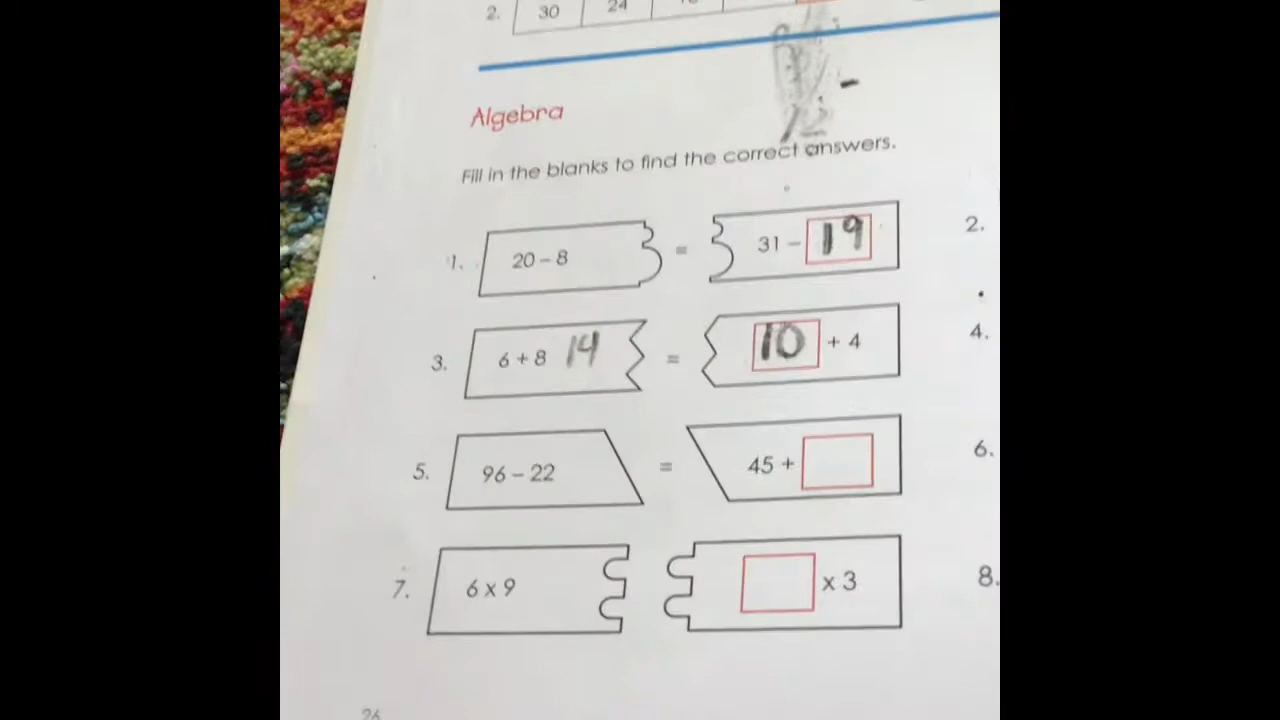 2. 30 24
Algebra
Fill in the blanks to find the correct answers.
1. 20 – 8 = 31 – 19
2.
3. 6 + 8 14 = 10 + 4
4.
5. 96 – 22 = 45 +
6.
7. 6 x 9 x 3
8.
26